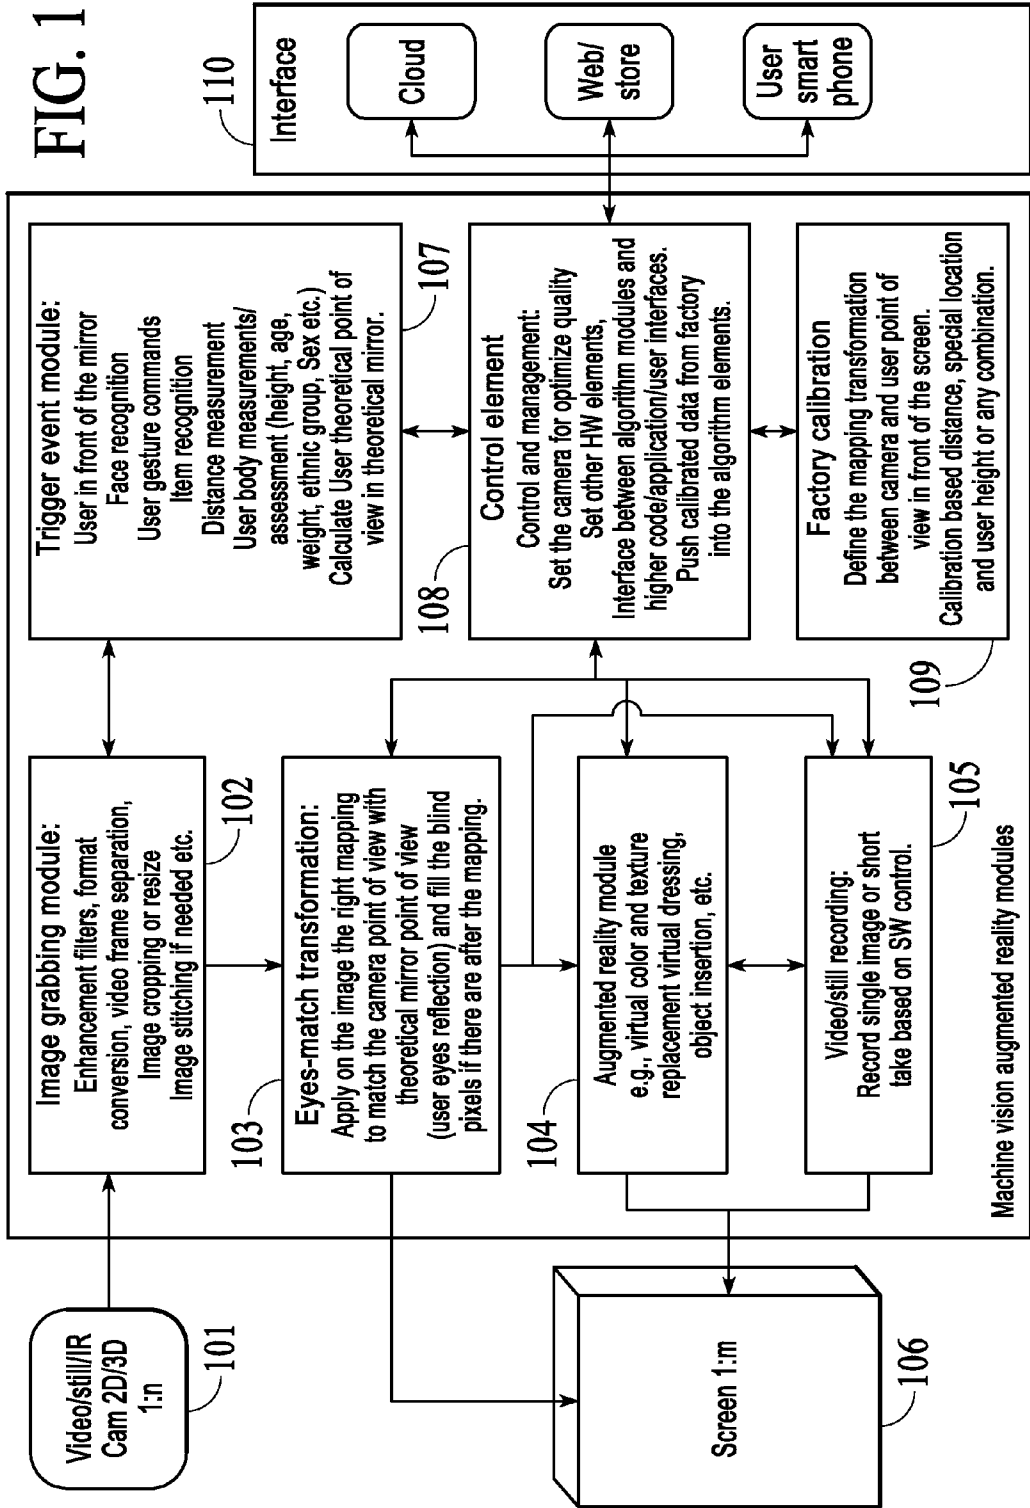 FIG. 1
Video/still/IR
Cam 2D/3D
1:n
101
Image grabbing module:
Enhancement filters, format
conversion, video frame separation,
Image cropping or resize
Image stitching if needed etc.
102
Trigger event module:
User in front of the mirror
Face recognition
User gesture commands
Item recognition
Distance measurement
User body measurements/
assessment (height, age,
weight, ethnic group, Sex etc.)
Calculate User theoretical point of
view in theoretical mirror.
107
110
Interface
Cloud
Web/
store
User
smart
phone
103
Eyes-match transformation:
Apply on the image the right mapping
to match the camera point of view with
theoretical mirror point of view
(user eyes reflection) and fill the blind
pixels if there are after the mapping.
108
Control element
Control and management:
Set the camera for optimize quality
Set other HW elements,
Interface between algorithm modules and
higher code/application/user interfaces.
Push calibrated data from factory
into the algorithm elements.
104
Augmented reality module
e.g., virtual color and texture
replacement virtual dressing,
object insertion, etc.
Screen 1:m
106
Video/still recording:
Record single image or short
take based on SW control.
105
109
Factory calibration
Define the mapping transformation
between camera and user point of
view in front of the screen.
Calibration based distance, special location
and user height or any combination.
Machine vision augmented reality modules